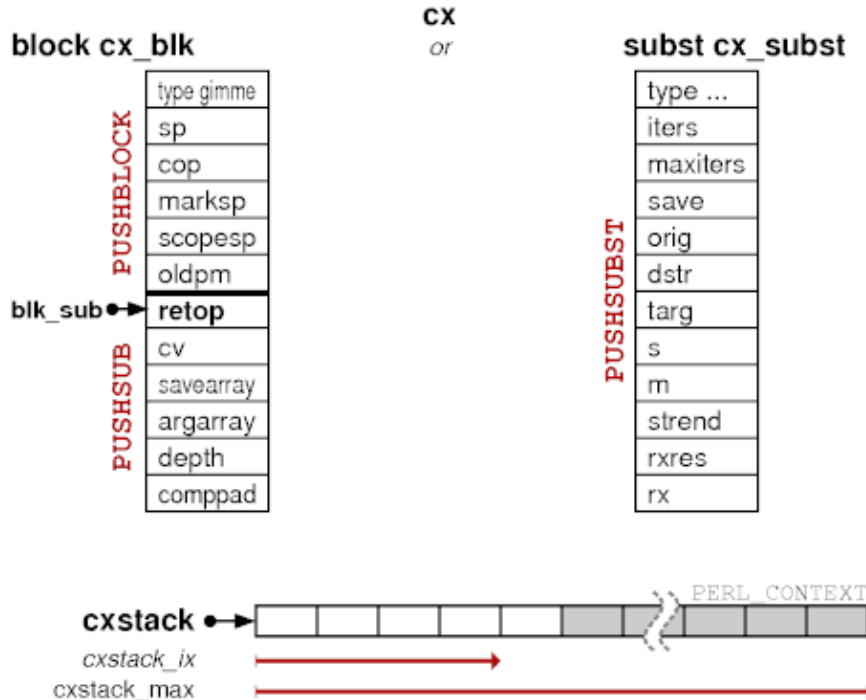 cx
or
block cx_blk
type gimme
sp
cop
marksp
scopesp
oldpm
retop
cv
savearray
argarray
depth
comppad
PUSHBLOCK
blk_sub
PUSHSUB
subst cx_subst
type ...
iters
maxiters
save
orig
dstr
targ
s
m
strend
rxres
rx
PUSHSUBST
PERL_CONTEXT
cxstack
cxstack_ix
cxstack_max